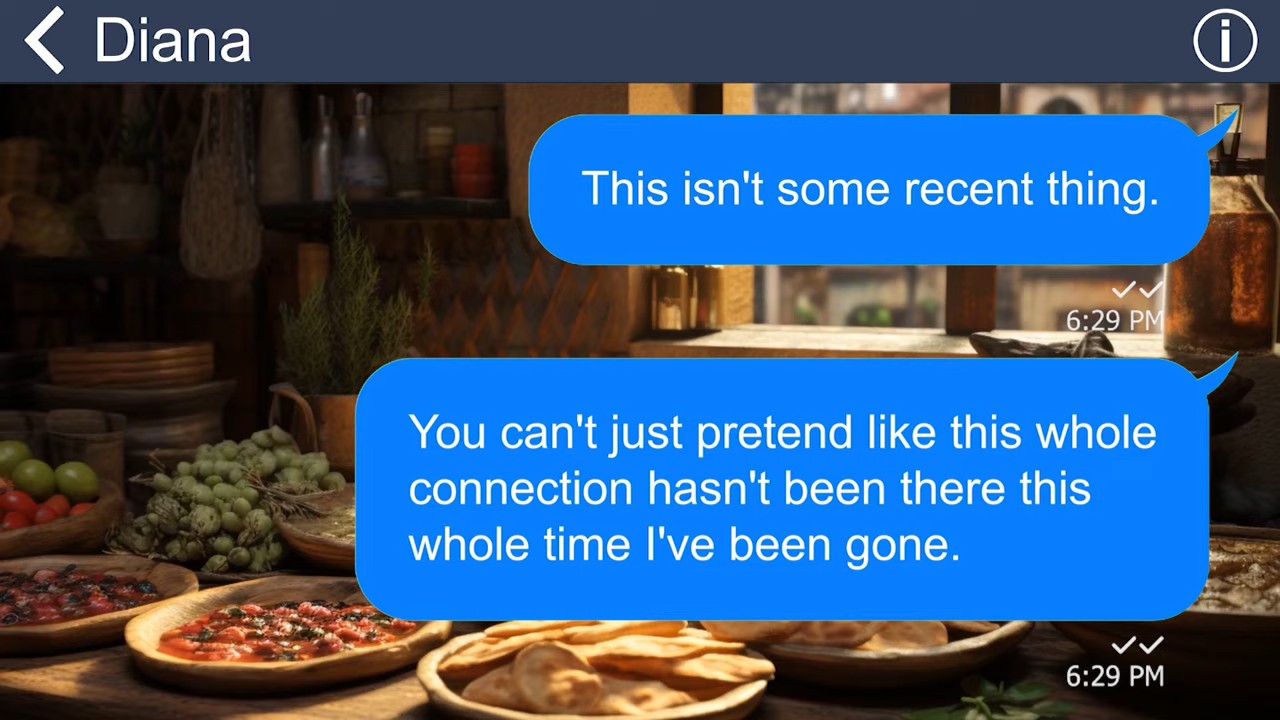 Diana
This isn't some recent thing.
6:29 PM
You can't just pretend like this whole
connection hasn't been there this
whole time I've been gone.
6:29 PM